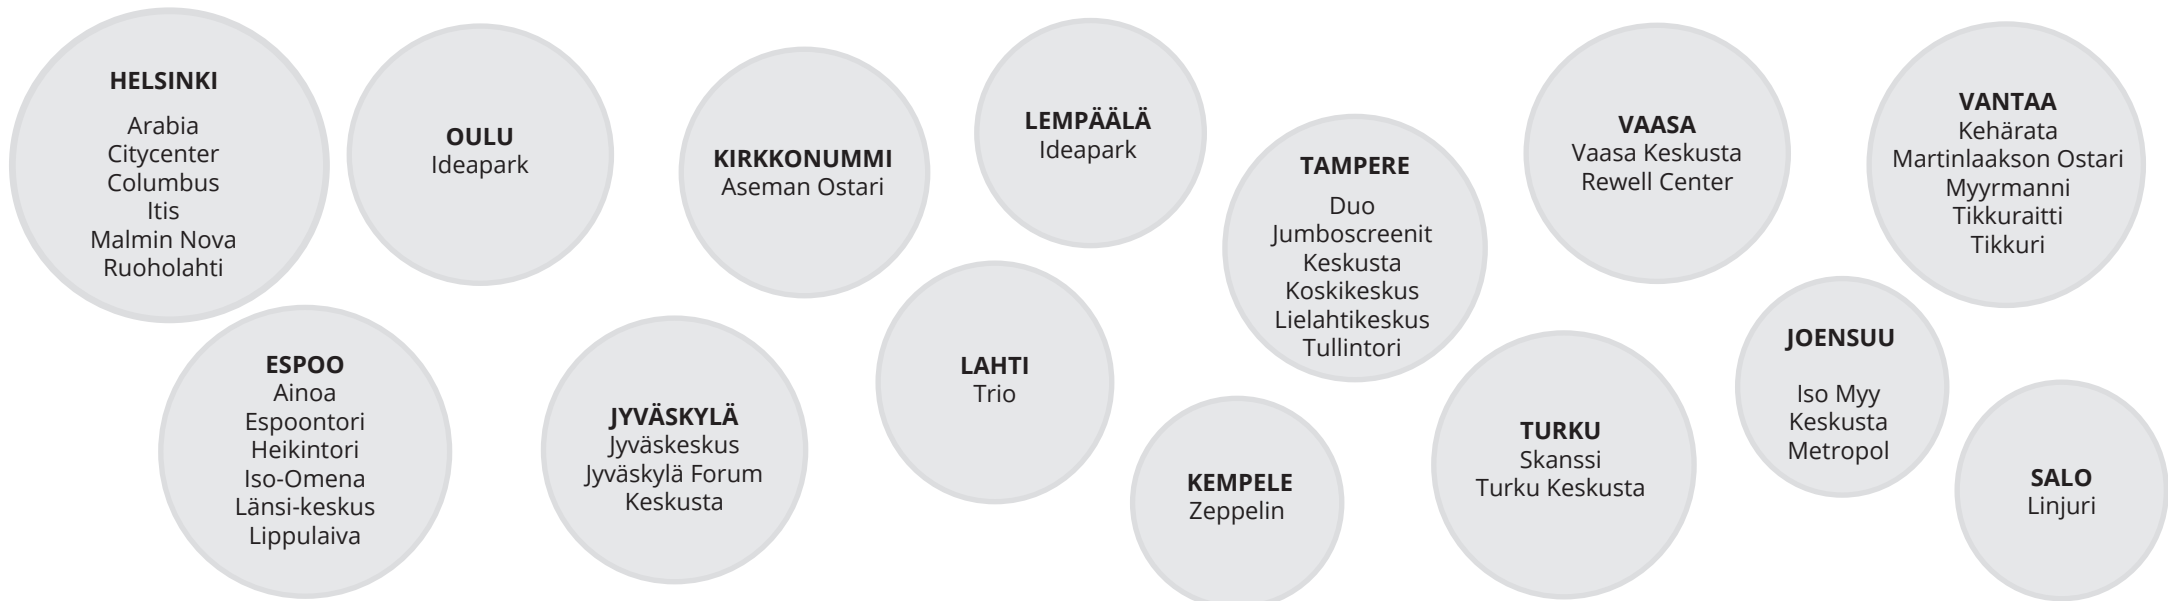 HELSINKI
Arabia
Citycenter
Columbus
Itis
Malmin Nova
Ruoholahti
OULU
Ideapark
KIRKKONUMMI
Aseman Ostari
LEMPÄÄLÄ
Ideapark
TAMPERE
Duo
Jumboscreenit
Keskusta
Koskikeskus
Lielahtikeskus
Tullintori
VAASA
Vaasa Keskusta
Rewell Center
VANTAA
Kehärata
Martinlaakson Ostari
Myyrmanni
Tikkuraitti
Tikkuri
ESPOO
Ainoa
Espoontori
Heikintori
Iso-Omena
Länsi-keskus
Lippulaiva
JYVÄSKYLÄ
Jyväskeskus
Jyväskylä Forum
Keskusta
LAHTI
Trio
KEMPELE
Zeppelin
TURKU
Skanssi
Turku Keskusta
JOENSUU
Iso Myy
Keskusta
Metropol
SALO
Linjuri